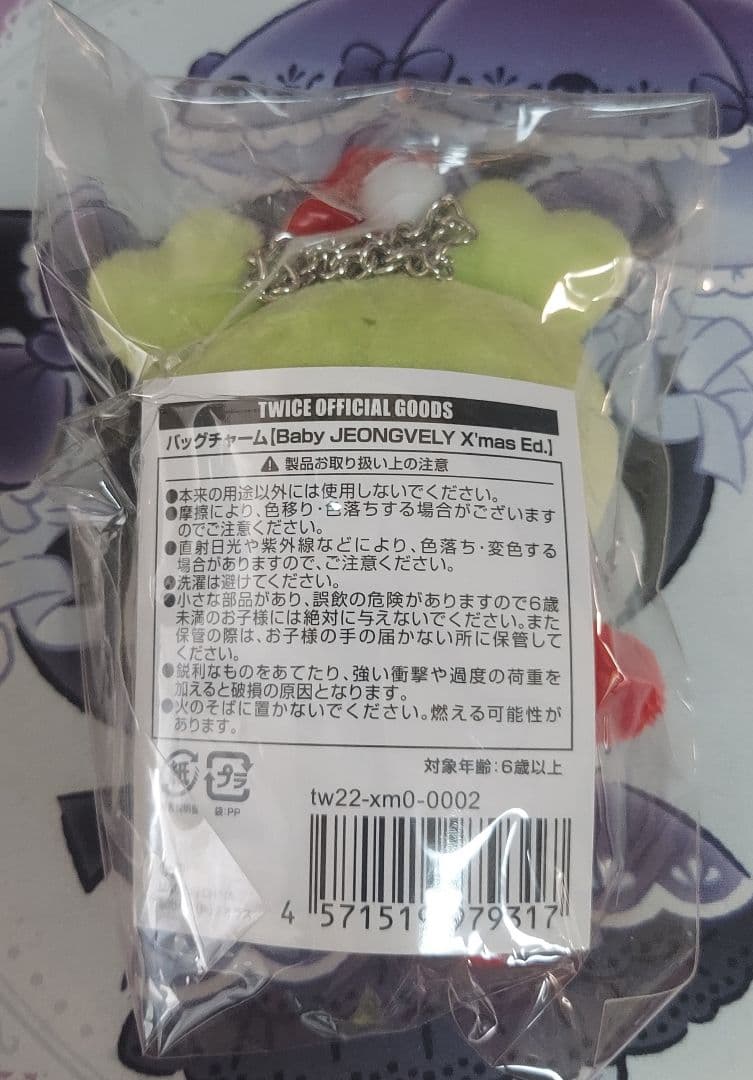 TWICE OFFICIAL GOODS
バッグチャーム【Baby JEONGVELY X'mas Ed.】
⚠ 製品お取り扱い上の注意
●本来の用途以外には使用しないでください。
●摩擦により、色移り・色落ちする場合がございます
のでご注意ください。
●直射日光や紫外線などにより、色落ち・変色する
場合がありますので、ご注意ください。
●洗濯は避けてください。
●小さな部品があり、誤飲の危険がありますので6歳
未満のお子様には絶対に与えないでください。また
保管の際は、お子様の手の届かない所に保管して
ください。
●鋭利なものをあてたり、強い衝撃や過度の荷重を
加えると破損の原因となります。
●火のそばに置かないでください。燃える可能性が
あります。
対象年齢:6歳以上
紙 プラ
袋:PP
tw22-xm0-0002
4 571519 979317